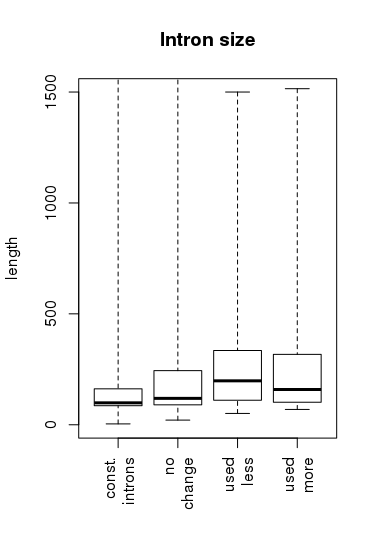 Intron size
length
1500
1000
500
0
const.
introns
no
change
used
less
used
more